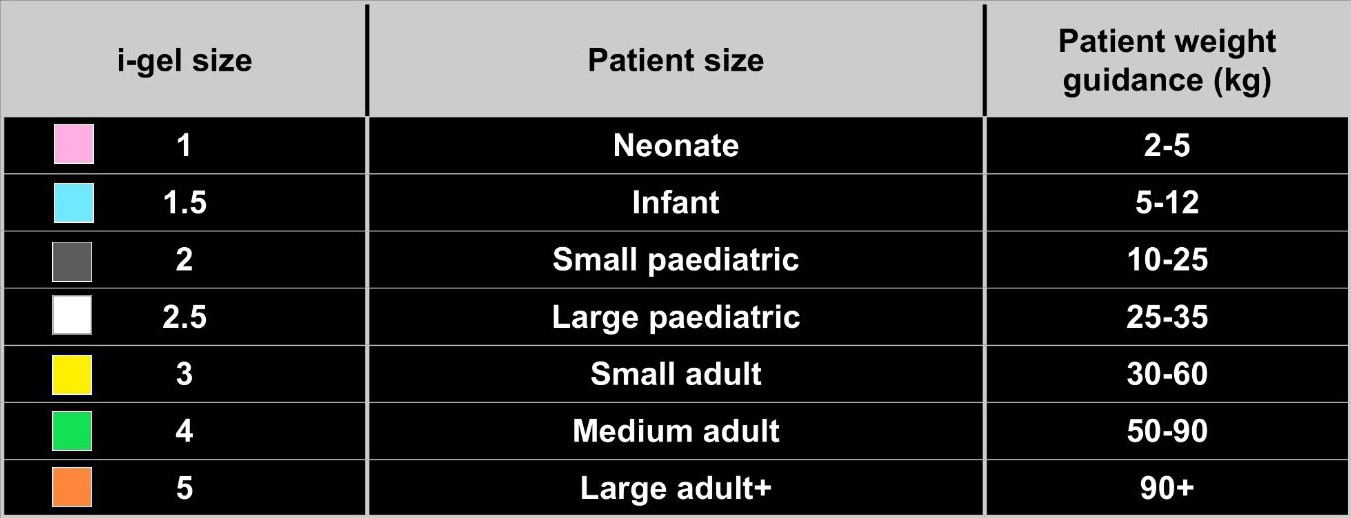 i-gel size Patient size Patient weight guidance (kg)
1 Neonate 2-5
1.5 Infant 5-12
2 Small paediatric 10-25
2.5 Large paediatric 25-35
3 Small adult 30-60
4 Medium adult 50-90
5 Large adult+ 90+